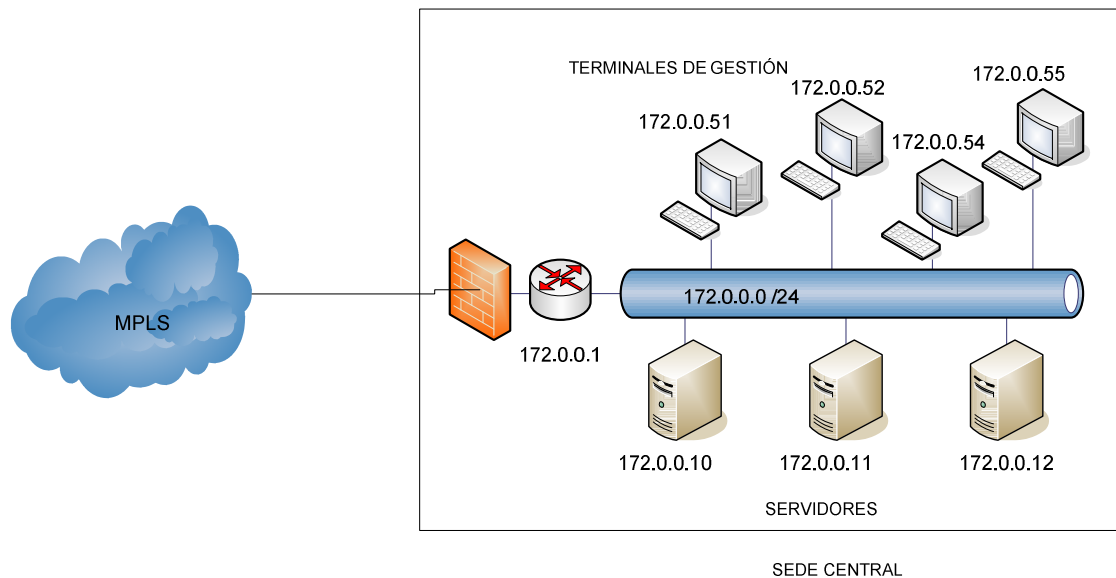 TERMINALES DE GESTIÓN
172.0.0.55
172.0.0.52
172.0.0.51
172.0.0.54
MPLS
172.0.0.0 /24
172.0.0.1
172.0.0.10
172.0.0.11
172.0.0.12
SERVIDORES
SEDE CENTRAL